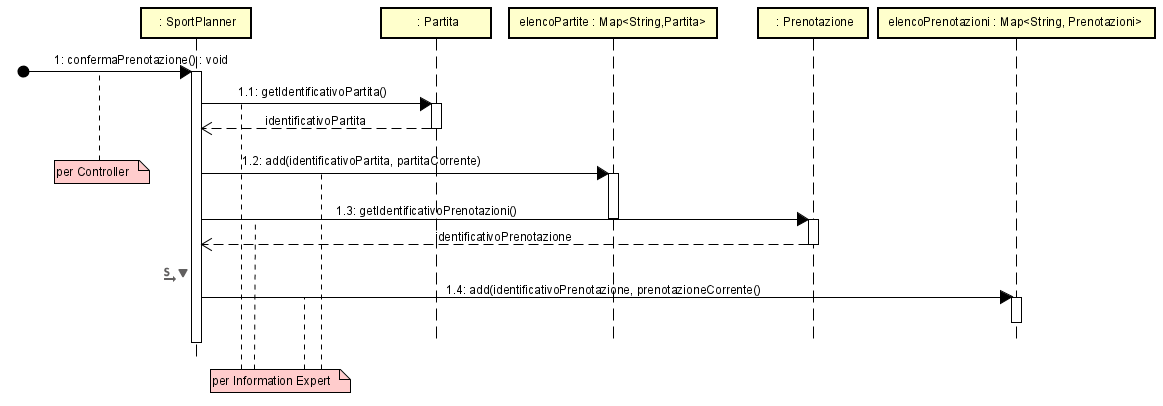 : SportPlanner
: Partita
elencoPartite : Map<String,Partita>
: Prenotazione
elencoPrenotazioni : Map<String, Prenotazioni>
1: confermaPrenotazione() : void
1.1: getIdentificativoPartita()
identificativoPartita
1.2: add(identificativoPartita, partitaCorrente)
per Controller
1.3: getIdentificativoPrenotazioni()
identificativoPrenotazione
S
1.4: add(identificativoPrenotazione, prenotazioneCorrente()
per Information Expert